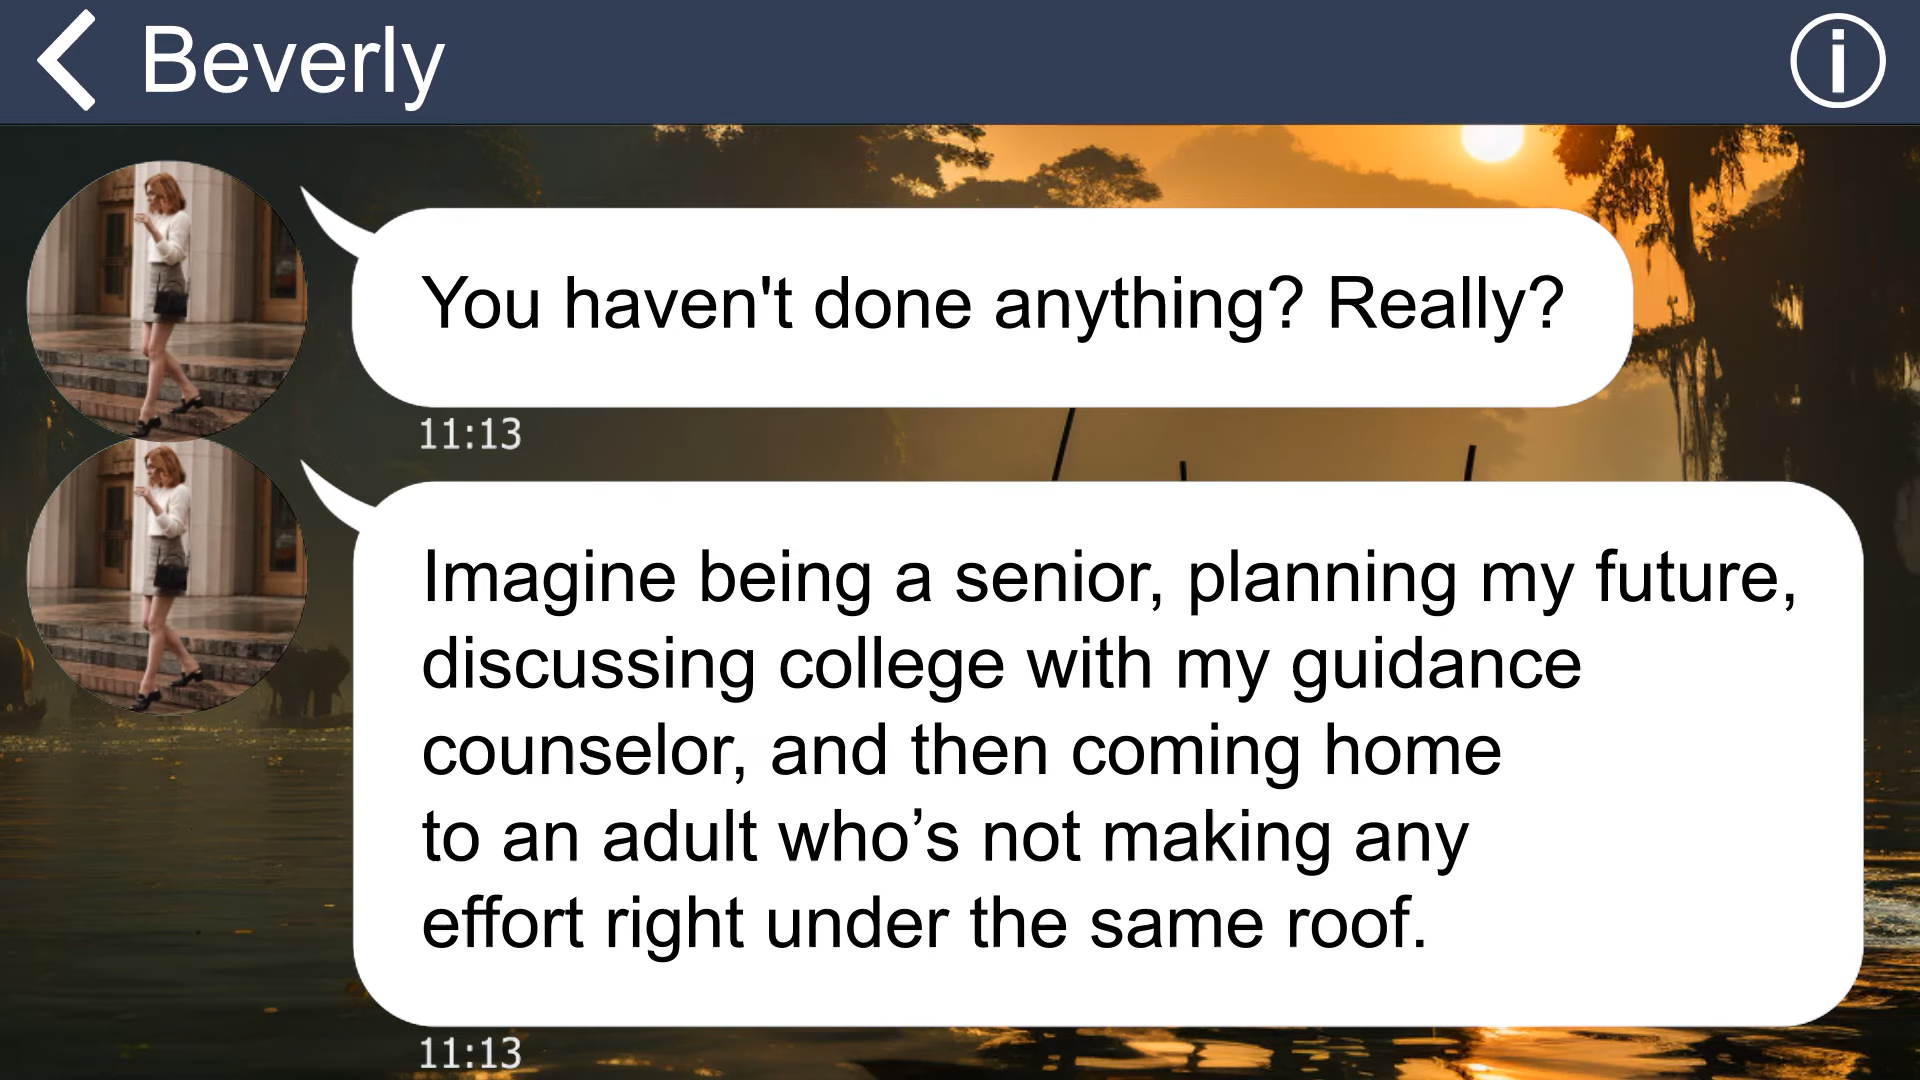 Beverly
You haven't done anything? Really?
11:13
Imagine being a senior, planning my future,
discussing college with my guidance
counselor, and then coming home
to an adult who’s not making any
effort right under the same roof.
11:13